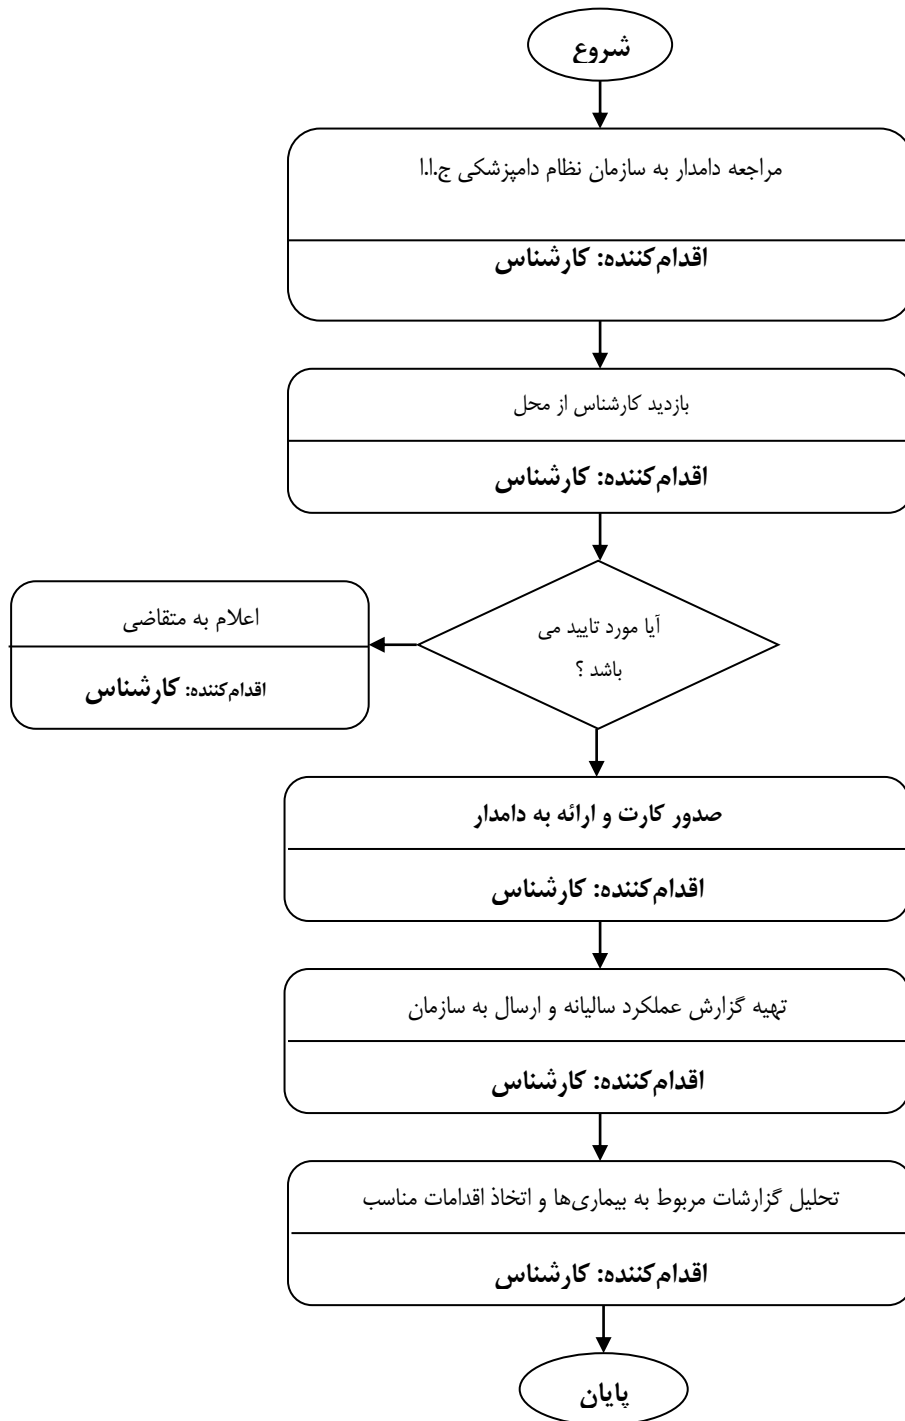 شروع
مراجعه دامدار به سازمان نظام دامپزشکی ج.ا.ا
اقدام‌کننده: کارشناس
بازدید کارشناس از محل
اقدام‌کننده: کارشناس
آیا مورد تایید می
باشد ؟
اعلام به متقاضی
اقدام‌کننده: کارشناس
صدور کارت و ارائه به دامدار
اقدام‌کننده: کارشناس
تهیه گزارش عملکرد سالیانه و ارسال به سازمان
اقدام‌کننده: کارشناس
تحلیل گزارشات مربوط به بیماری‌ها و اتخاذ اقدامات مناسب
اقدام‌کننده: کارشناس
پایان